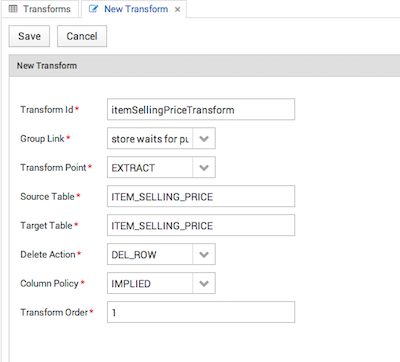 Transforms New Transform ×
Save Cancel
New Transform
Transform Id * itemSellingPriceTransform
Group Link * store waits for pu
Transform Point * EXTRACT
Source Table * ITEM_SELLING_PRICE
Target Table * ITEM_SELLING_PRICE
Delete Action * DEL_ROW
Column Policy * IMPLIED
Transform Order * 1